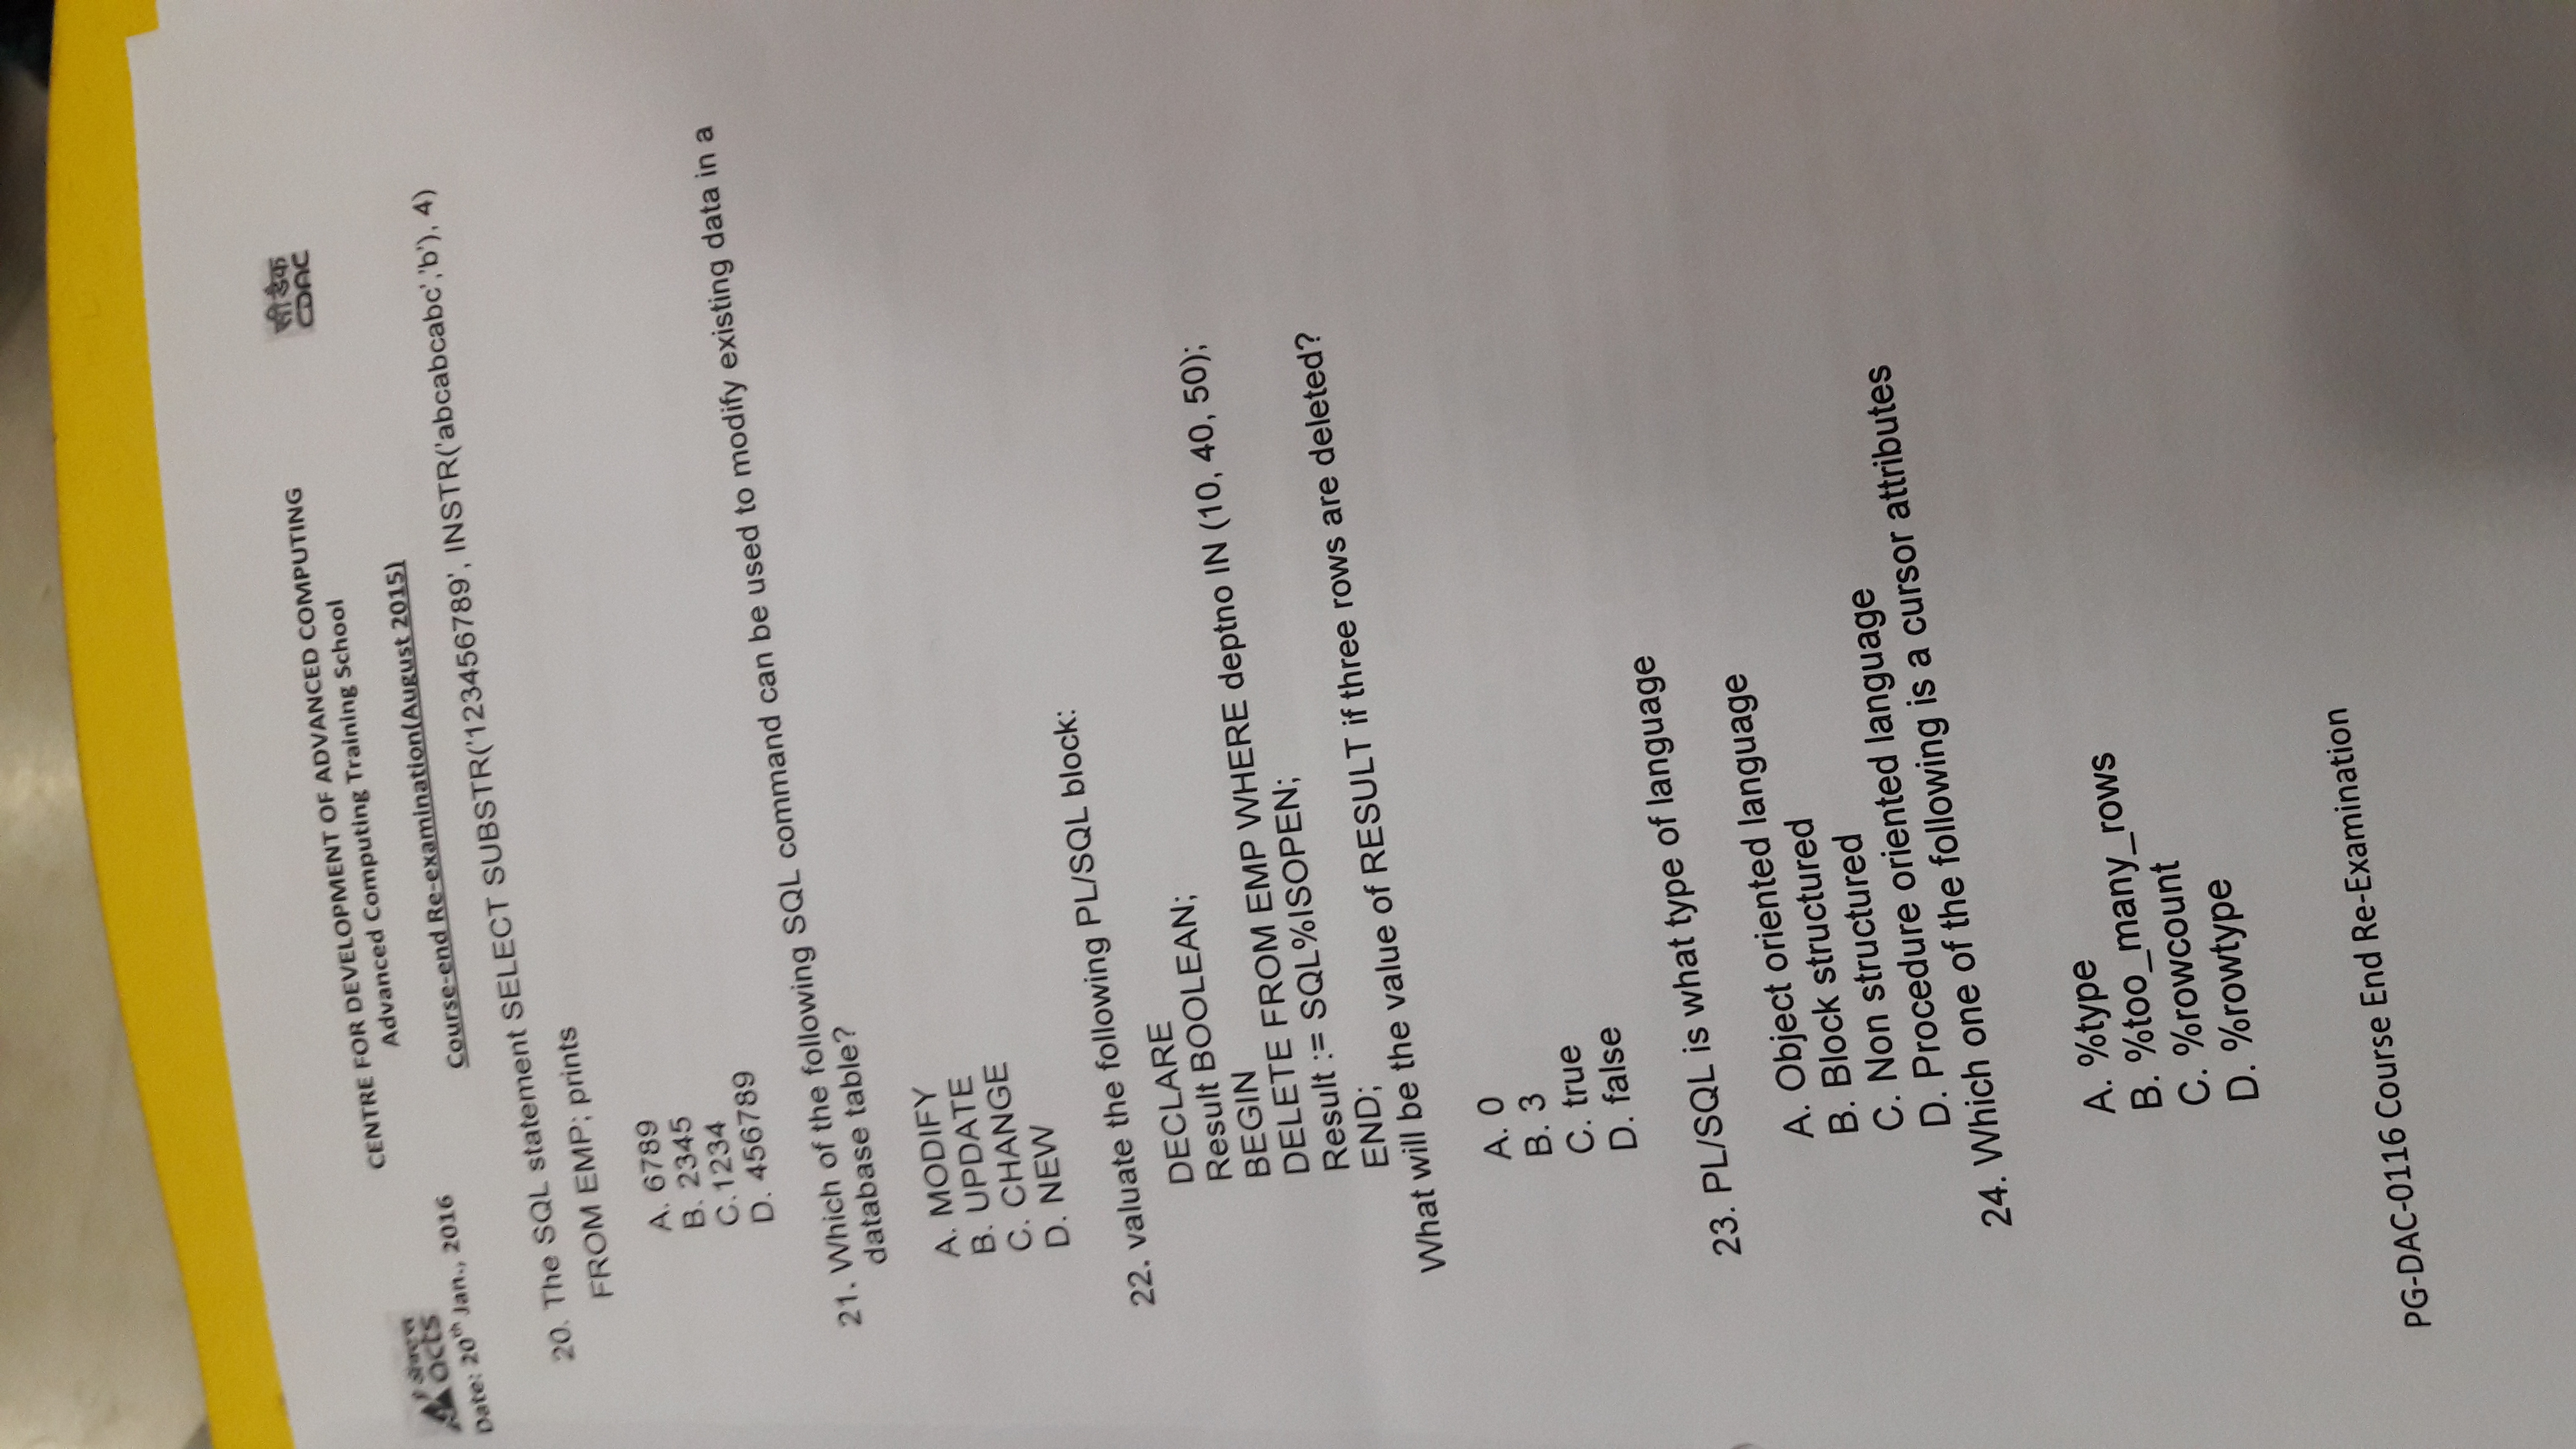 CENTRE FOR DEVELOPMENT OF ADVANCED COMPUTING
Advanced Computing Training School
सी डैक
CDAC
acts
Date: 20th Jan., 2016
Course-end Re-examination(August 2015)
20. The SQL statement SELECT SUBSTR('123456789', INSTR('abcabcabc','b'), 4)
FROM EMP; prints
A. 6789
B. 2345
C.1234
D. 456789
21. Which of the following SQL command can be used to modify existing data in a
database table?
A. MODIFY
B. UPDATE
C. CHANGE
D. NEW
22. valuate the following PL/SQL block:
DECLARE
Result BOOLEAN;
BEGIN
DELETE FROM EMP WHERE deptno IN (10, 40, 50);
Result := SQL%ISOPEN;
END;
What will be the value of RESULT if three rows are deleted?
A. 0
B. 3
C. true
D. false
23. PL/SQL is what type of language
A. Object oriented language
B. Block structured
C. Non structured
D. Procedure oriented language
24. Which one of the following is a cursor attributes
A. %type
B. %too_many_rows
C. %rowcount
D. %rowtype
PG-DAC-0116 Course End Re-Examination